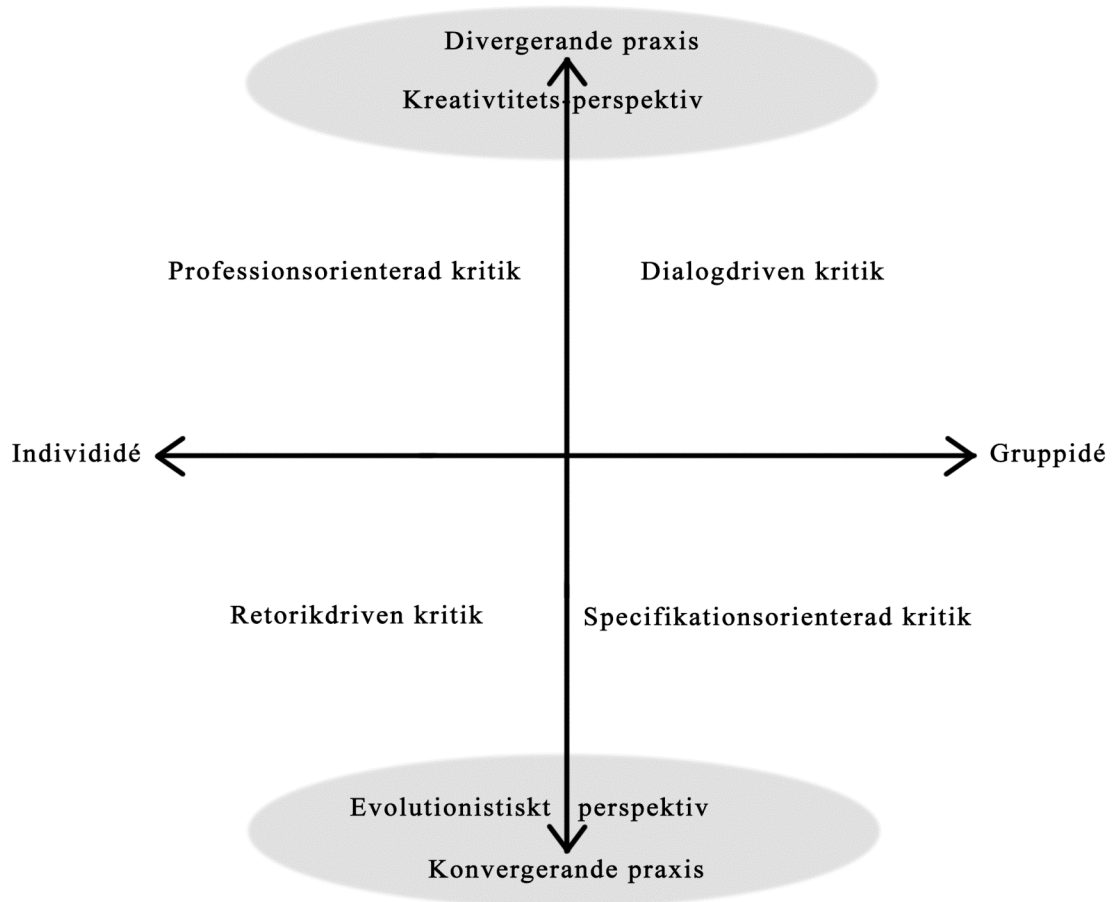 Divergerande praxis
Kreativtitets-perspektiv
Professionsorienterad kritik
Dialogdriven kritik
Individidé
Gruppidé
Retorikdriven kritik
Specifikationsorienterad kritik
Evolutionistiskt perspektiv
Konvergerande praxis